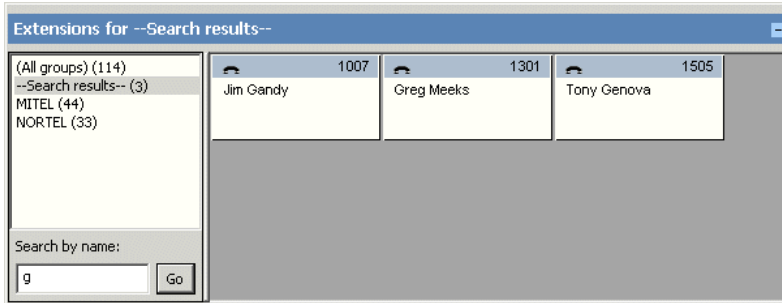 Extensions for --Search results--
(All groups) (114)
--Search results-- (3)
MITEL (44)
NORTEL (33)
1007
Jim Gandy
1301
Greg Meeks
1505
Tony Genova
Search by name:
g
Go